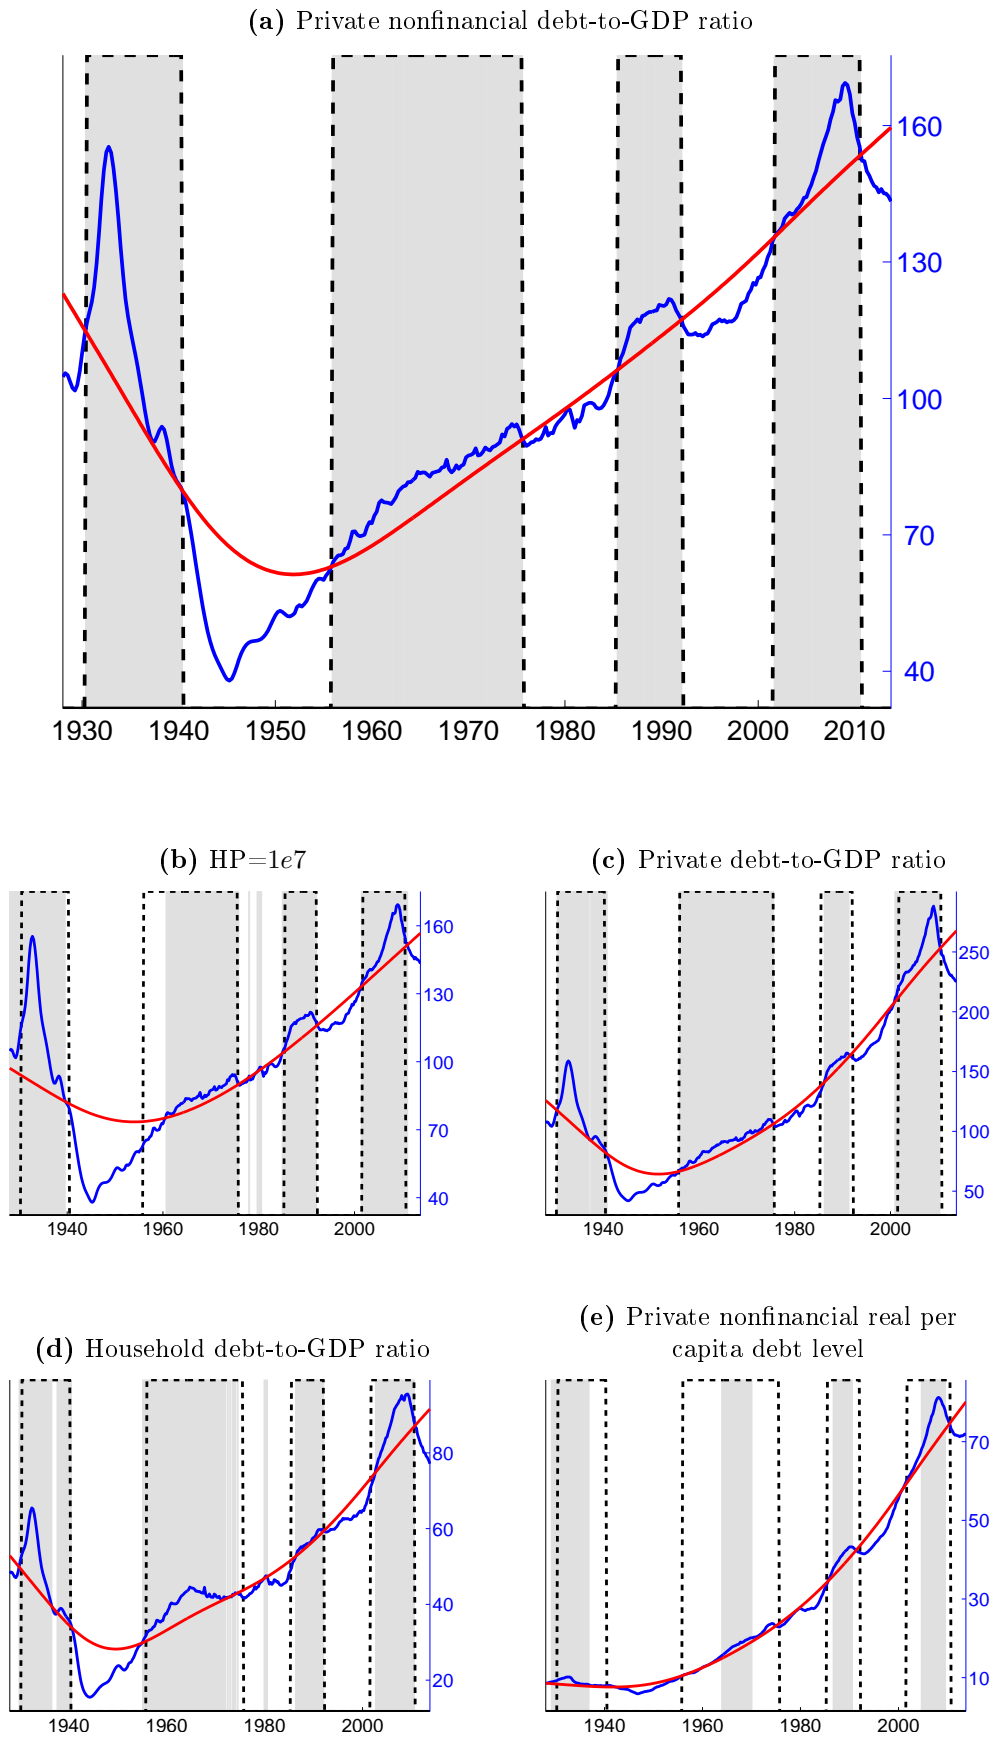 (a) Private nonfinancial debt-to-GDP ratio
160
130
100
70
40
1930 1940 1950 1960 1970 1980 1990 2000 2010
(b) HP=1e7
160
130
100
70
40
1940 1960 1980 2000
(c) Private debt-to-GDP ratio
250
200
150
100
50
1940 1960 1980 2000
(d) Household debt-to-GDP ratio
80
60
40
20
1940 1960 1980 2000
(e) Private nonfinancial real per
capita debt level
70
50
30
10
1940 1960 1980 2000